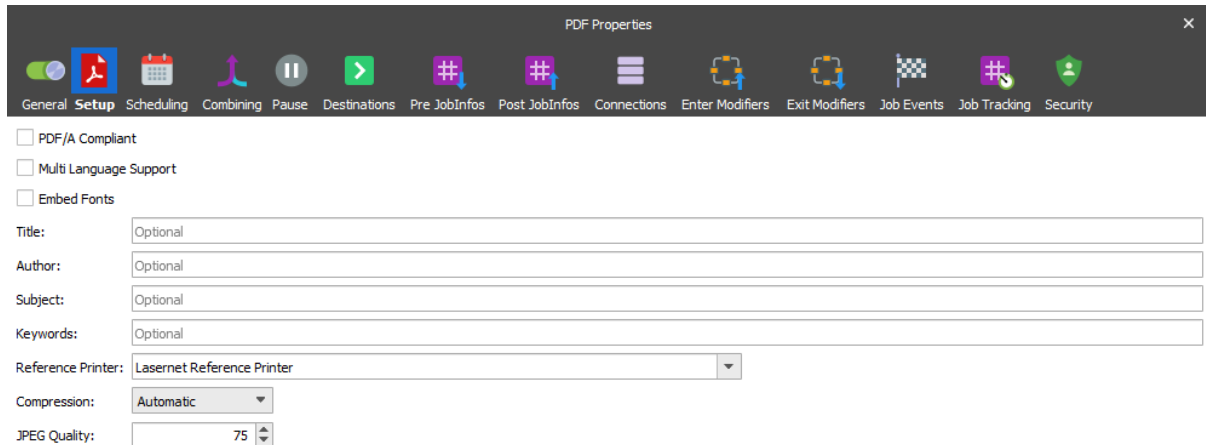 PDF Properties
General Setup Scheduling Combining Pause Destinations Pre JobInfos Post JobInfos Connections Enter Modifiers Exit Modifiers Job Events Job Tracking Security
PDF/A Compliant
Multi Language Support
Embed Fonts
Title: Optional
Author: Optional
Subject: Optional
Keywords: Optional
Reference Printer: Lasernet Reference Printer
Compression: Automatic
JPEG Quality: 75